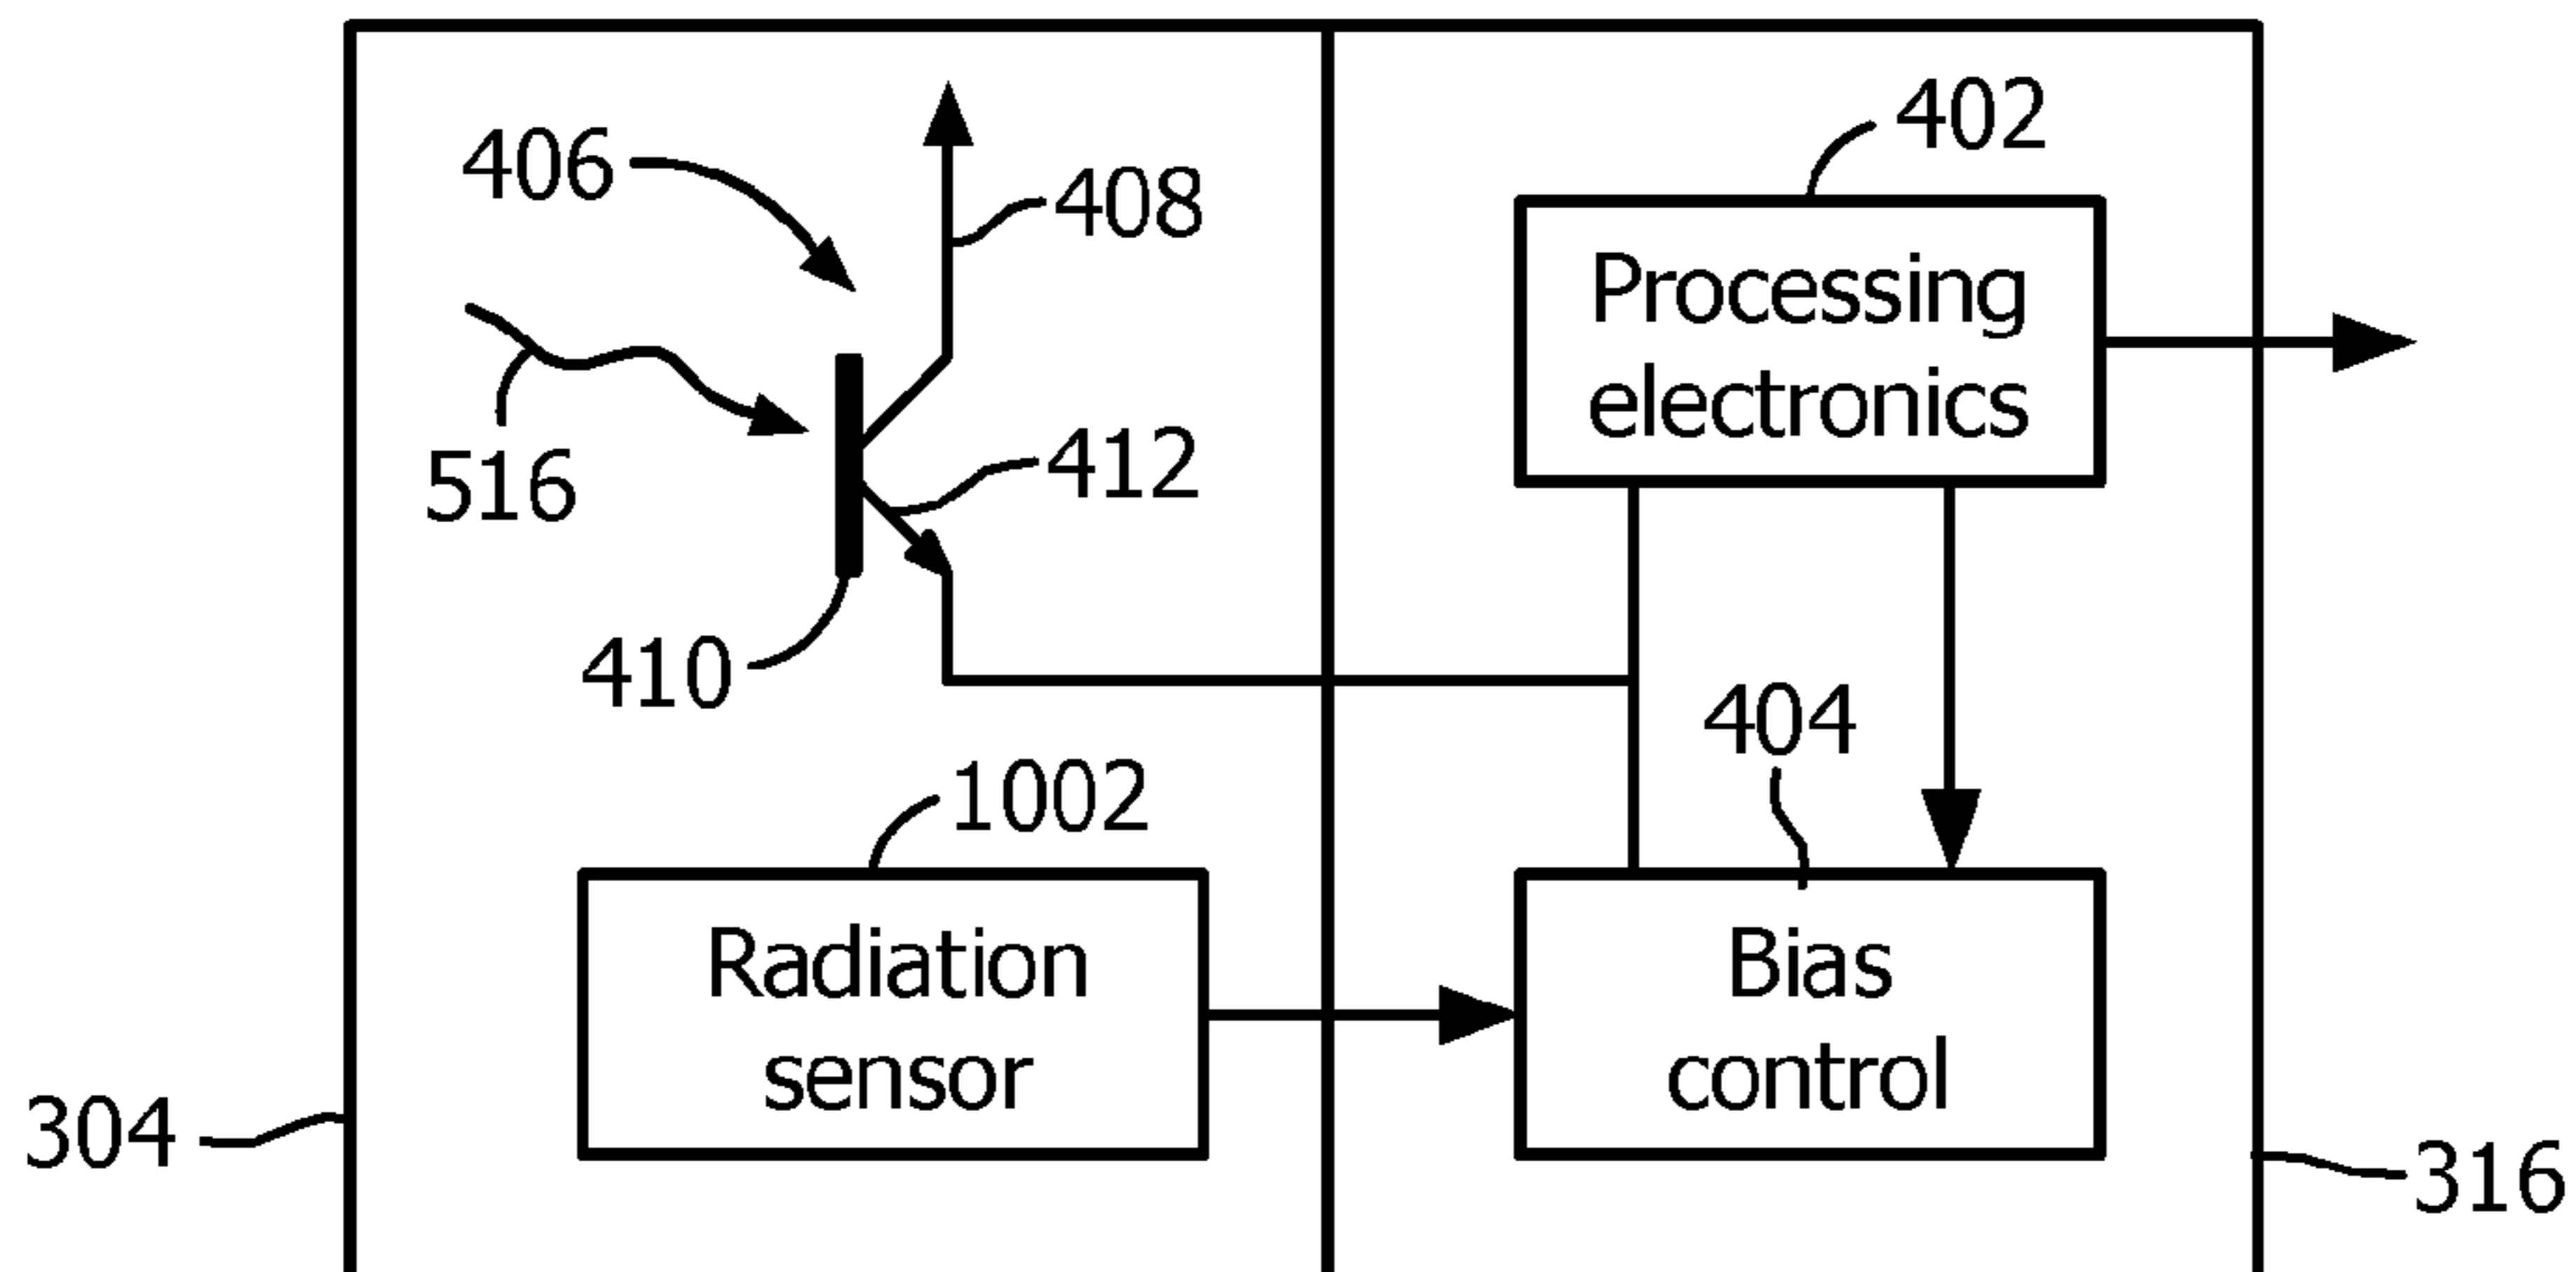 402
406
408
Processing
electronics
412
516
410
404
1002
Radiation
sensor
Bias
control
304
316